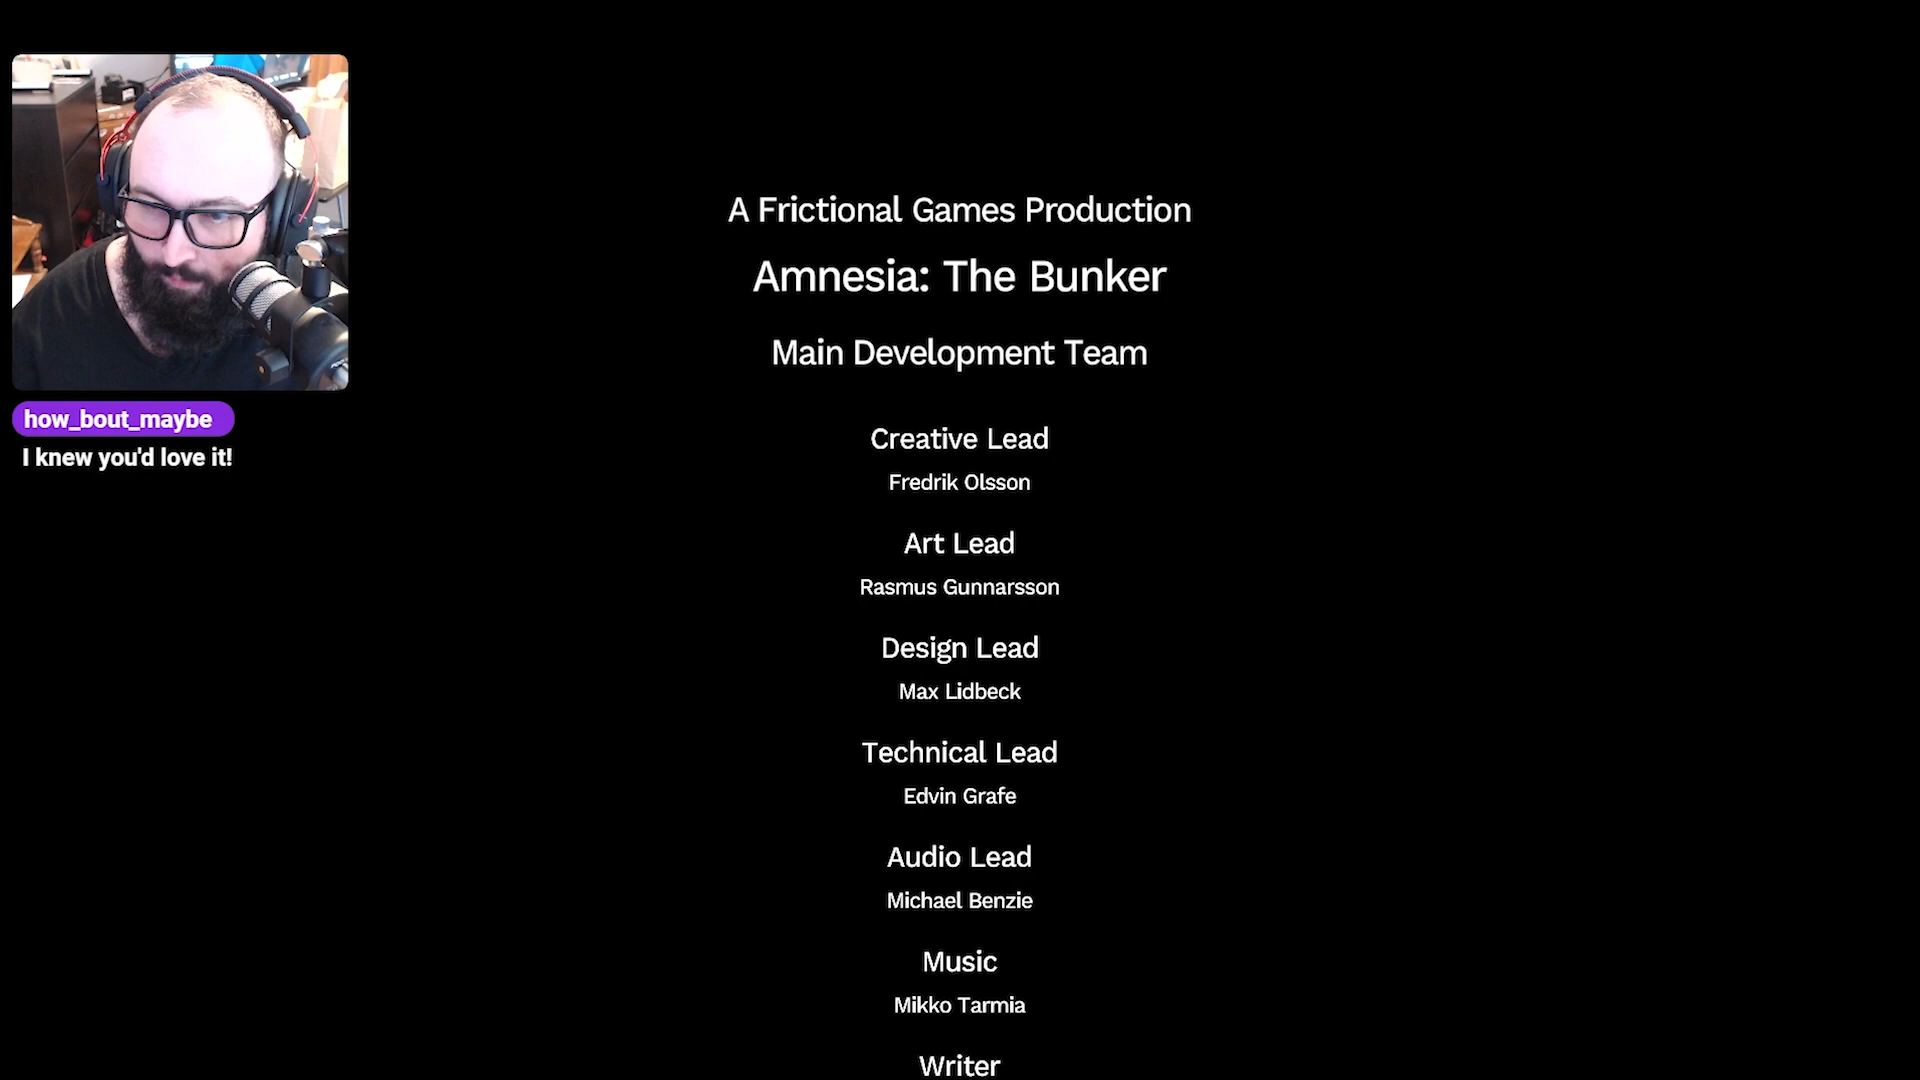 how_bout_maybe
I knew you'd love it!
A Frictional Games Production
Amnesia: The Bunker
Main Development Team
Creative Lead
Fredrik Olsson
Art Lead
Rasmus Gunnarsson
Design Lead
Max Lidbeck
Technical Lead
Edvin Grafe
Audio Lead
Michael Benzie
Music
Mikko Tarmia
Writer